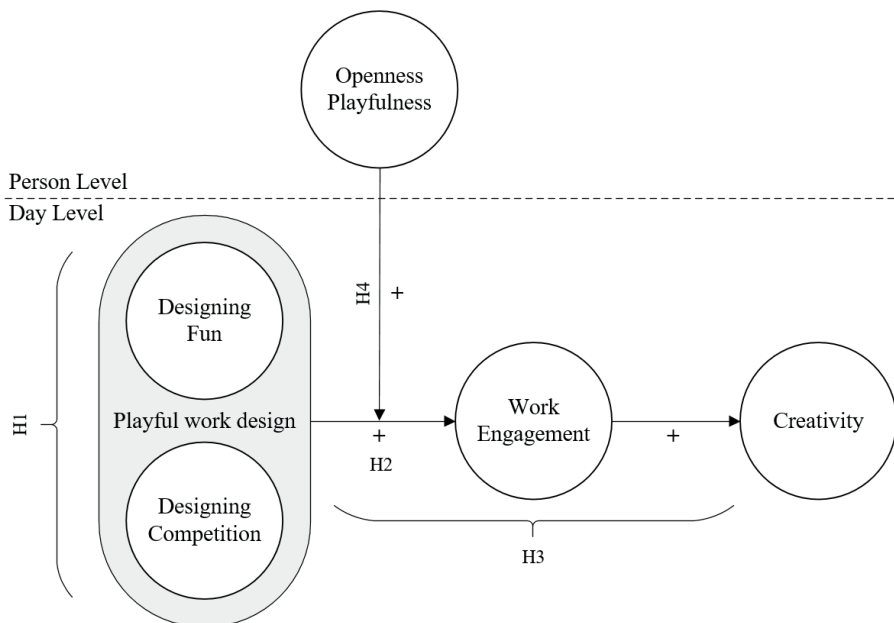 Openness
Playfulness
Person Level
Day Level
Designing
Fun
H1
Playful work design
Designing
Competition
H4
+
+
H2
Work
Engagement
+
Creativity
H3